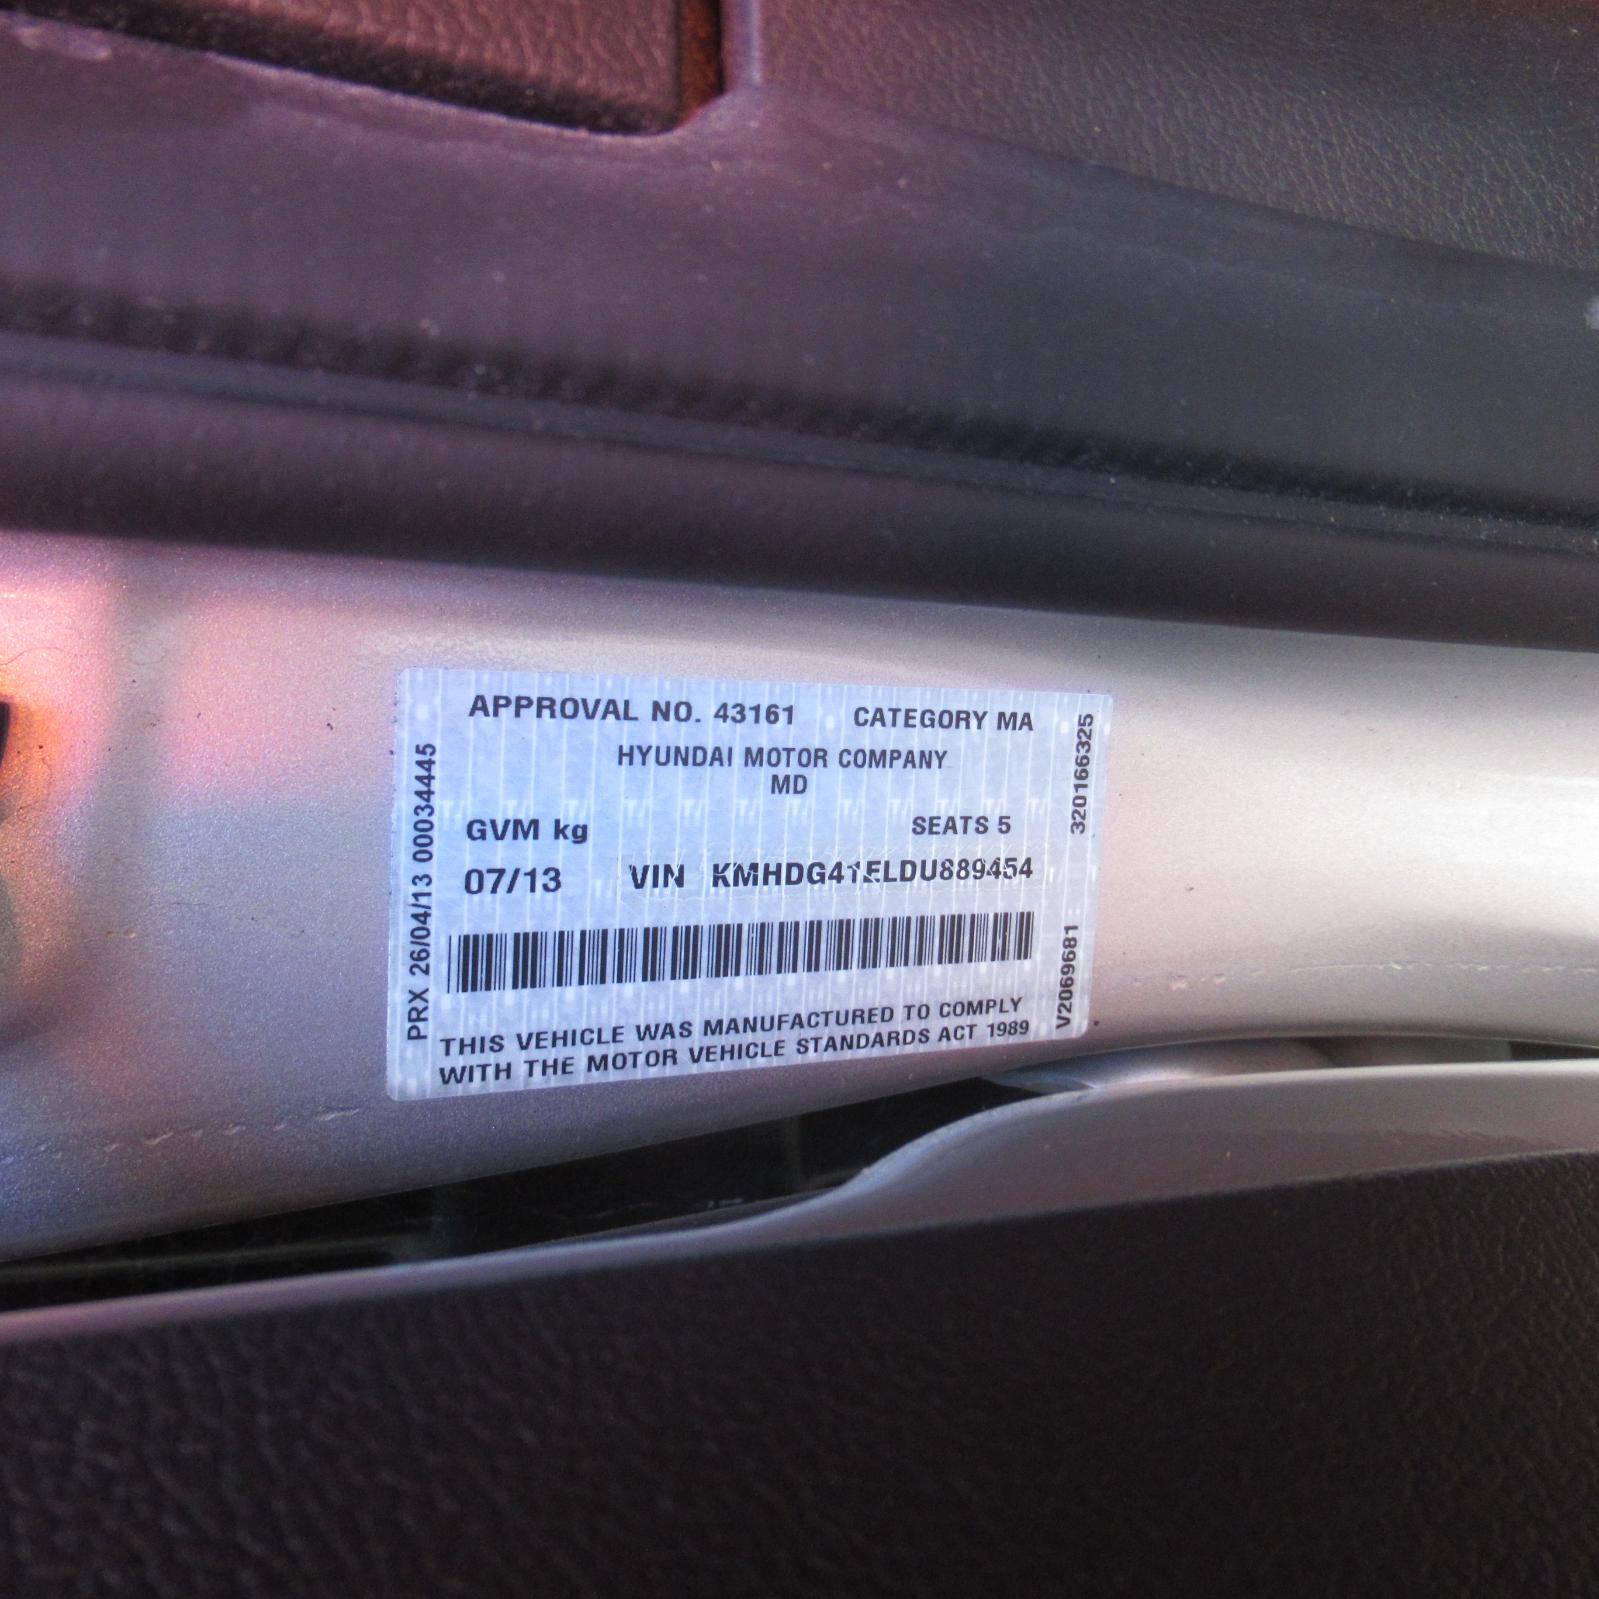 APPROVAL NO. 43161 CATEGORY MA
HYUNDAI MOTOR COMPANY
MD
GVM kg SEATS 5
07/13 VIN KMHDG41ELDU889454
THIS VEHICLE WAS MANUFACTURED TO COMPLY
WITH THE MOTOR VEHICLE STANDARDS ACT 1989
PRX 26/04/13 00034445
V2069681 320166325